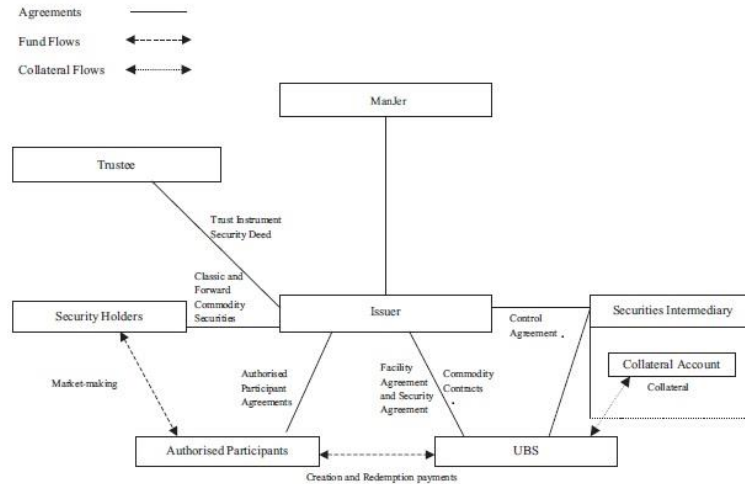 Agreements
Fund Flows
Collateral Flows
ManJer
Trustee
Trust Instrument
Security Deed
Classic and
Forward
Commodity
Securities
Security Holders
Issuer
Securities Intermediary
Control
Agreement .
Collateral Account
Collateral
Market-making
Authorised
Participant
Agreements
Facility
Agreement
and Security
Agreement
Commodity
Contracts
.
Authorised Participants
UBS
Creation and Redemption payments